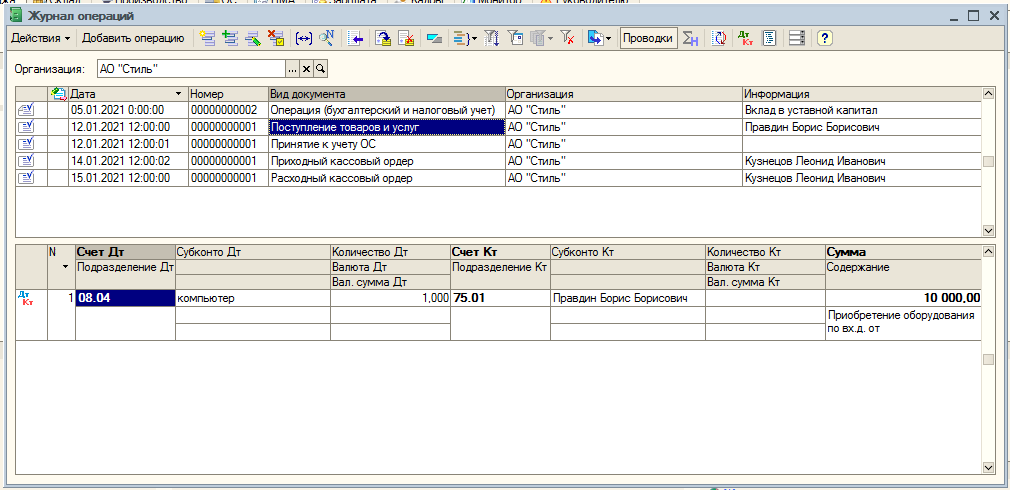 Журнал операций
Действия Добавить операцию Проводки
Организация: АО "Стиль"
Дата Номер Вид документа Организация Информация
05.01.2021 0:00:00 00000000002 Операция (бухгалтерский и налоговый учет) АО "Стиль" Вклад в уставной капитал
12.01.2021 12:00:00 00000000001 Поступление товаров и услуг АО "Стиль" Правдин Борис Борисович
12.01.2021 12:00:01 00000000001 Принятие к учету ОС АО "Стиль"
14.01.2021 12:00:02 00000000001 Приходный кассовый ордер АО "Стиль" Кузнецов Леонид Иванович
15.01.2021 12:00:00 00000000001 Расходный кассовый ордер АО "Стиль" Кузнецов Леонид Иванович
N Счет Дт Субконто Дт Количество Дт Счет Кт Субконто Кт Количество Кт Сумма
Подразделение Дт Валюта Дт Подразделение Кт Валюта Кт Содержание
Вал. сумма Дт Вал. сумма Кт
Дт Кт 1 08.04 компьютер 1,000 75.01 Правдин Борис Борисович 10 000,00
Приобретение оборудования
по вх.д. от